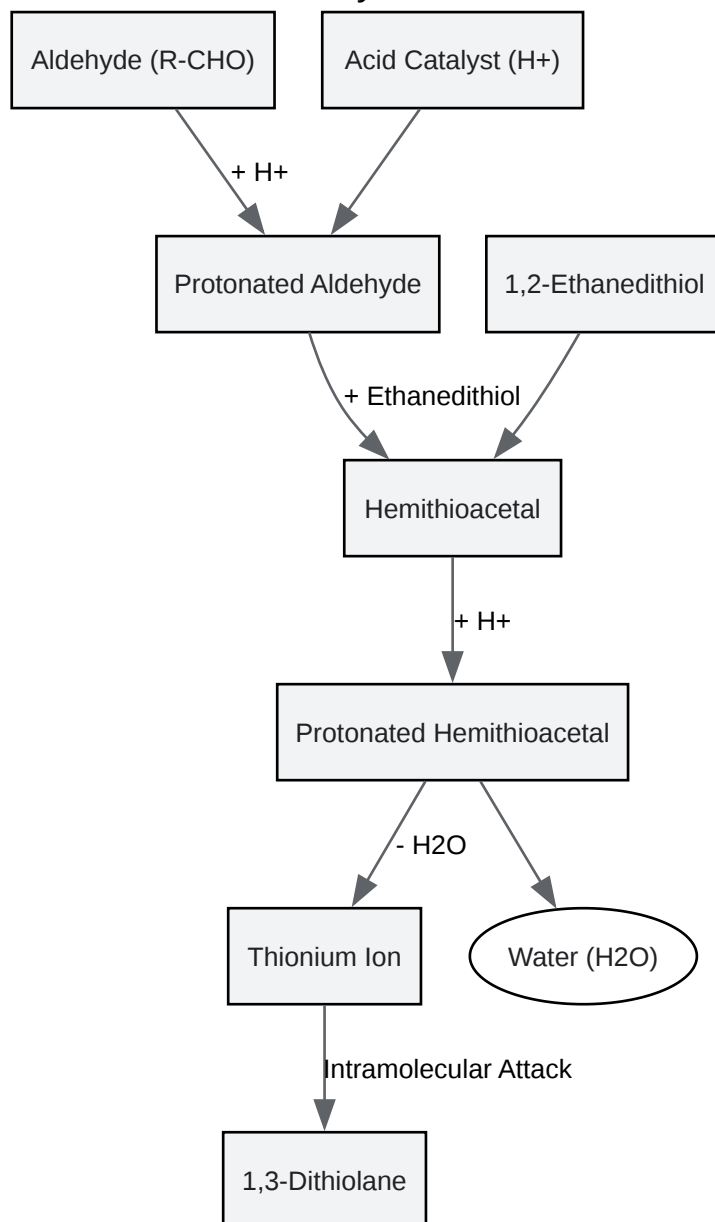 Aldehyde (R-CHO)
Acid Catalyst (H+)
+ H+
Protonated Aldehyde
1,2-Ethanedithiol
+ Ethanedithiol
Hemithioacetal
+ H+
Protonated Hemithioacetal
- H2O
Thionium Ion
Water (H2O)
Intramolecular Attack
1,3-Dithiolane